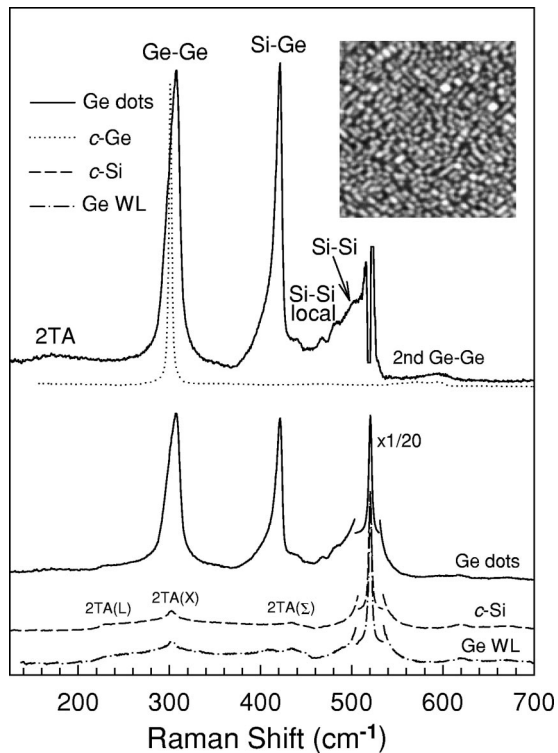 Ge-Ge
Si-Ge
Ge dots
c-Ge
c-Si
Ge WL
Si-Si
Si-Si
local
2TA
2nd Ge-Ge
x1/20
Ge dots
2TA(L)
2TA(X)
2TA(Σ)
c-Si
Ge WL
200 300 400 500 600 700
Raman Shift (cm⁻¹)